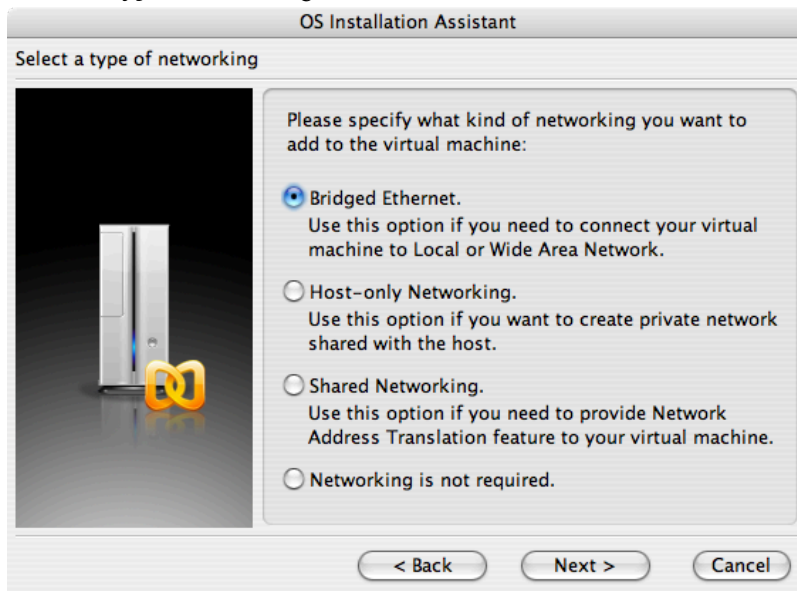 OS Installation Assistant
Select a type of networking
Please specify what kind of networking you want to
add to the virtual machine:
Bridged Ethernet.
Use this option if you need to connect your virtual
machine to Local or Wide Area Network.
Host-only Networking.
Use this option if you want to create private network
shared with the host.
Shared Networking.
Use this option if you need to provide Network
Address Translation feature to your virtual machine.
Networking is not required.
< Back
Next >
Cancel